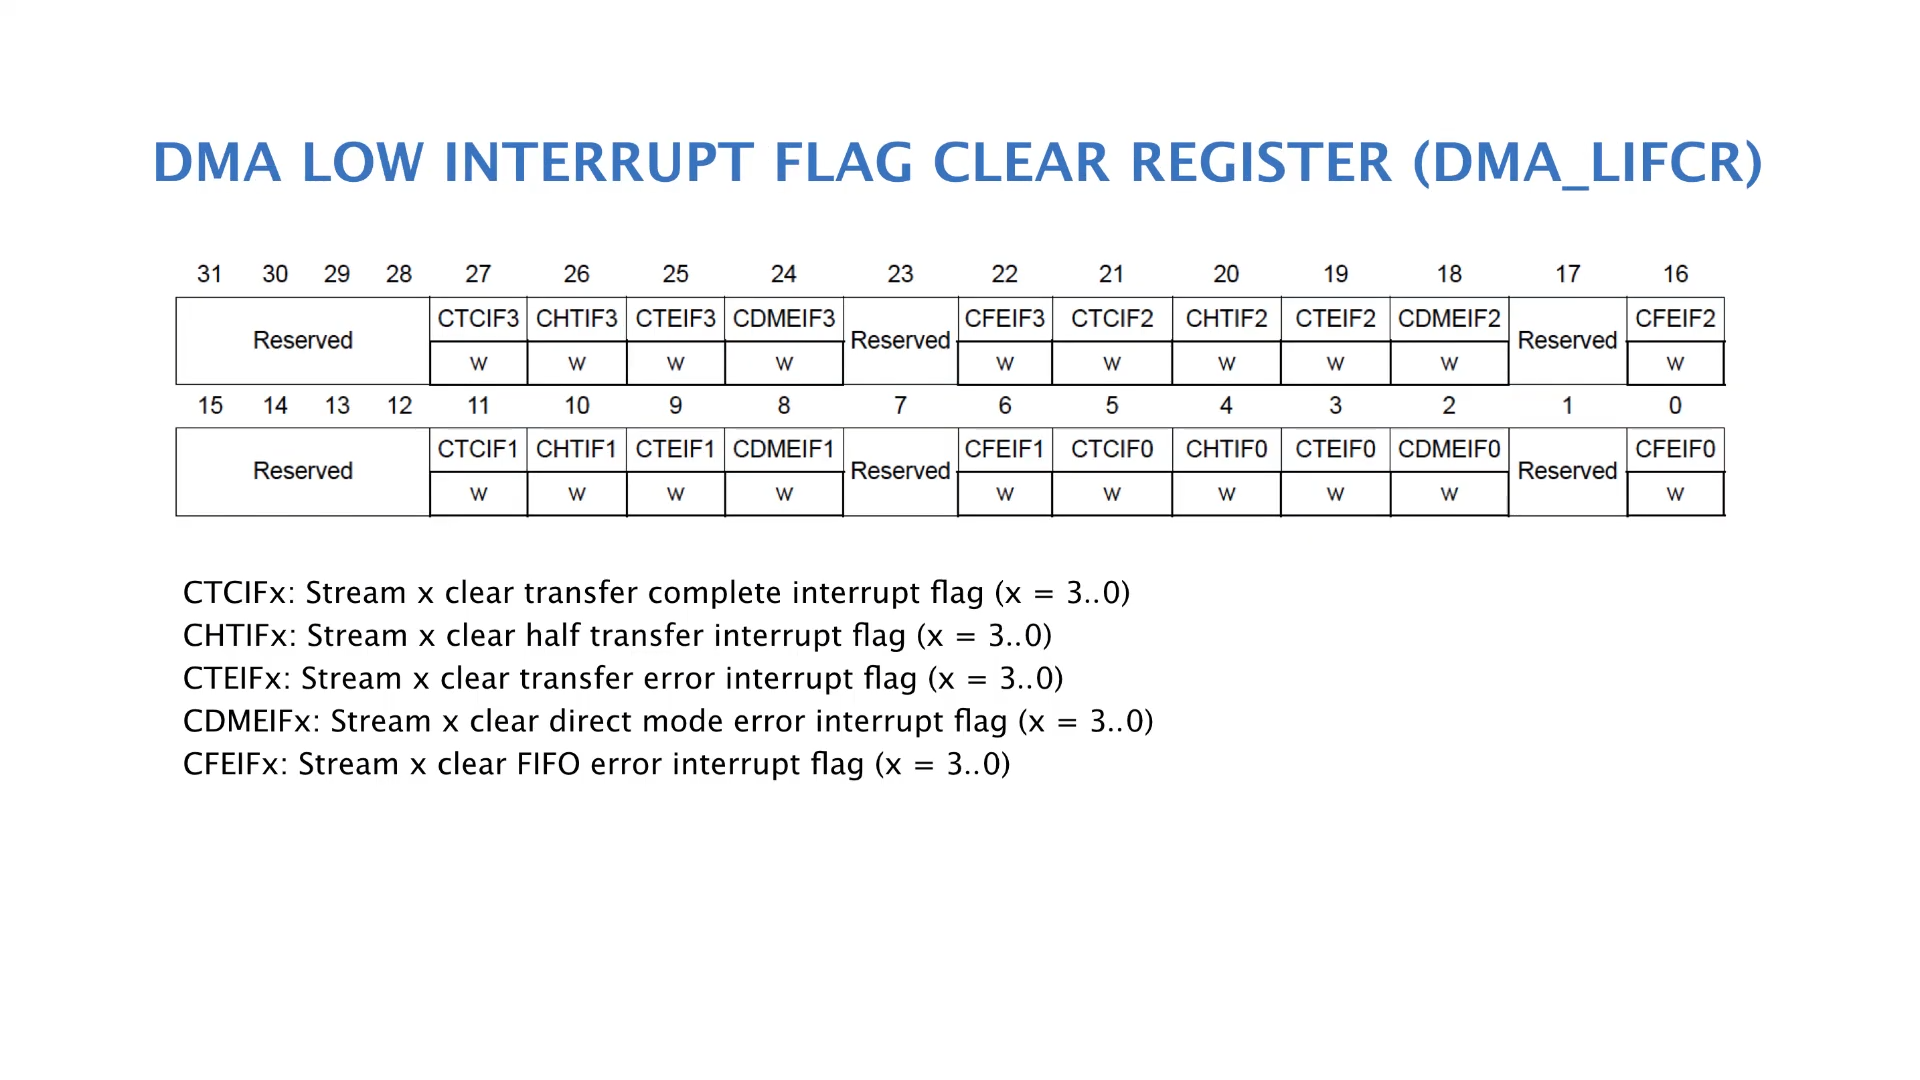 DMA LOW INTERRUPT FLAG CLEAR REGISTER (DMA_LIFCR)
31 30 29 28 27 26 25 24 23 22 21 20 19 18 17 16
Reserved CTCIF3 CHTIF3 CTEIF3 CDMEIF3 Reserved CFEIF3 CTCIF2 CHTIF2 CTEIF2 CDMEIF2 Reserved CFEIF2
w w w w w w w w w w
15 14 13 12 11 10 9 8 7 6 5 4 3 2 1 0
Reserved CTCIF1 CHTIF1 CTEIF1 CDMEIF1 Reserved CFEIF1 CTCIF0 CHTIF0 CTEIF0 CDMEIF0 Reserved CFEIF0
w w w w w w w w w w
CTCIFx: Stream x clear transfer complete interrupt flag (x = 3..0)
CHTIFx: Stream x clear half transfer interrupt flag (x = 3..0)
CTEIFx: Stream x clear transfer error interrupt flag (x = 3..0)
CDMEIFx: Stream x clear direct mode error interrupt flag (x = 3..0)
CFEIFx: Stream x clear FIFO error interrupt flag (x = 3..0)